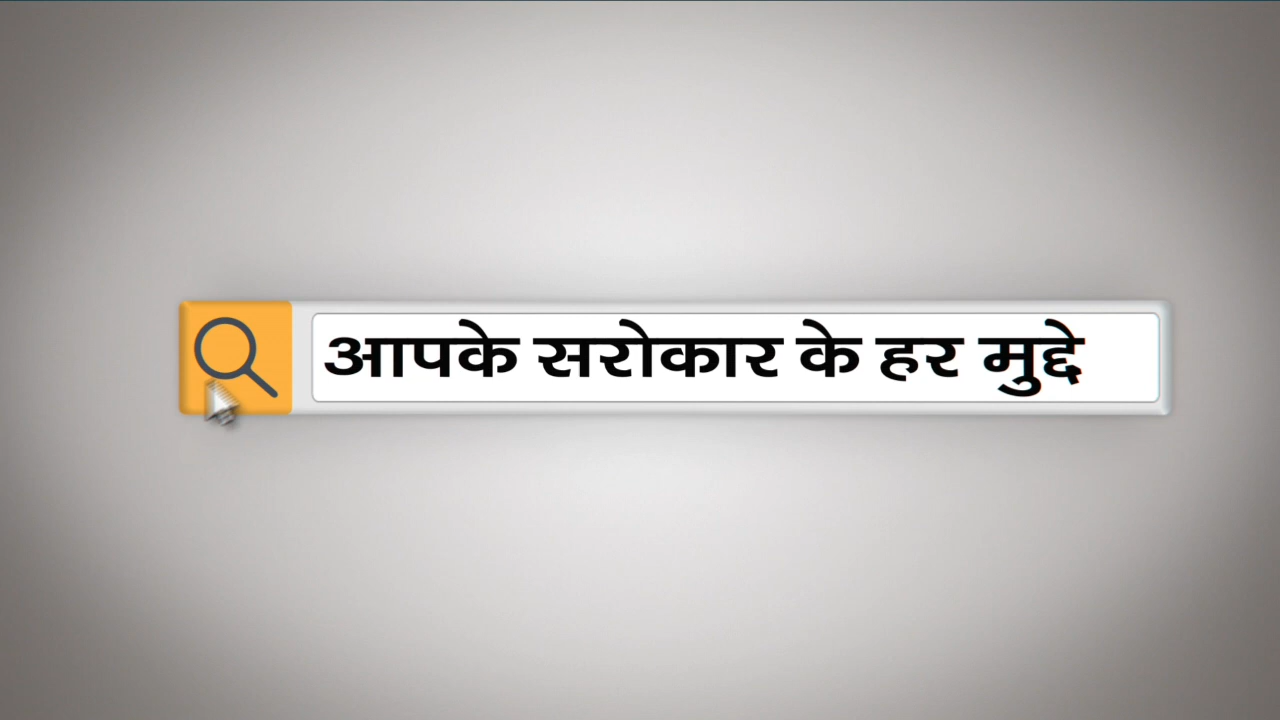 आपके सरोकार के हर मुद्दे